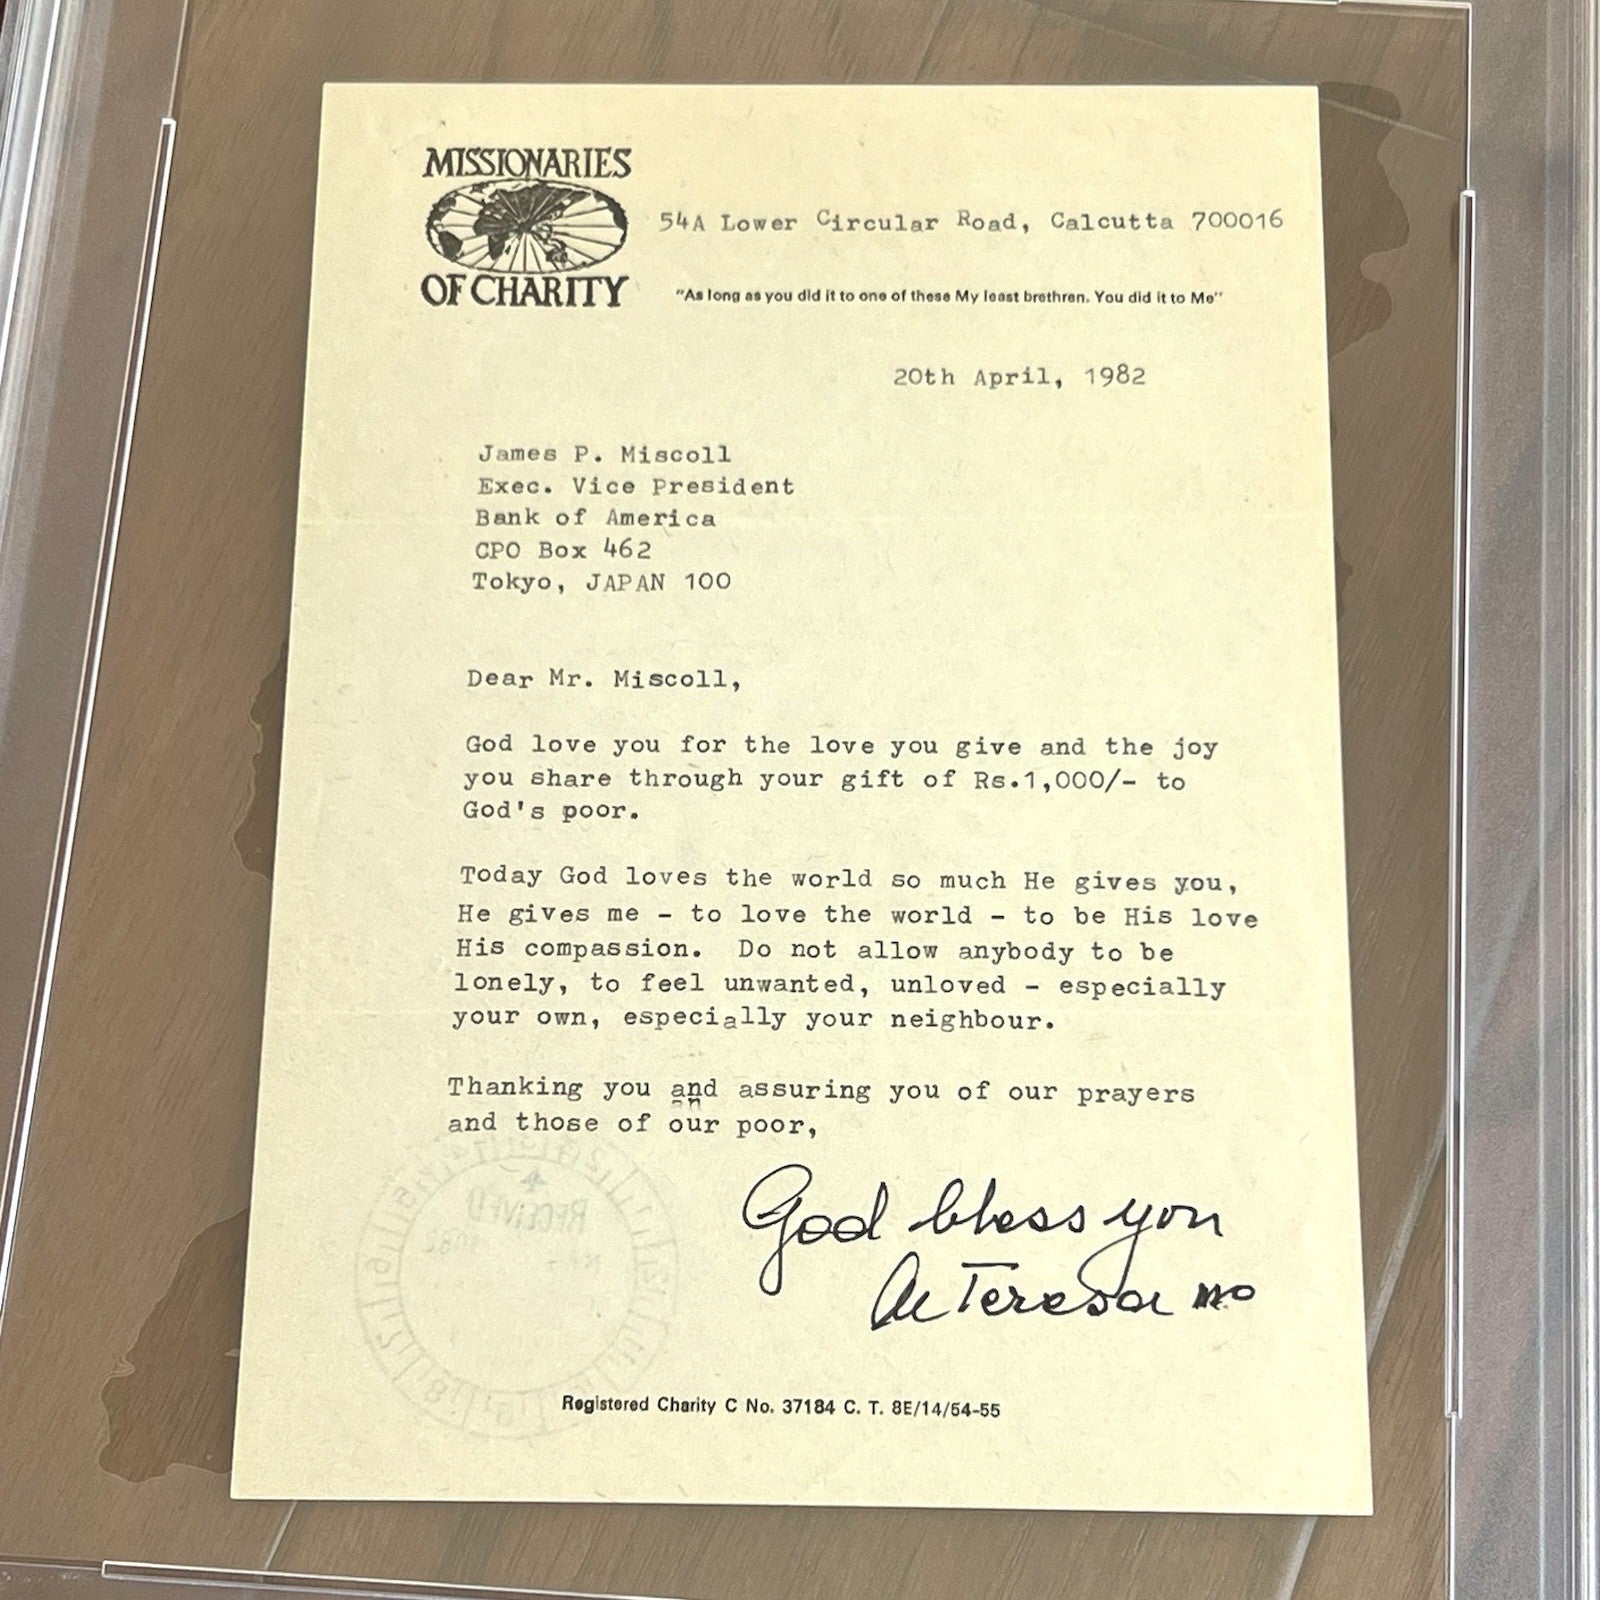 MISSIONARIES
OF CHARITY
54A Lower Circular Road, Calcutta 700016
"As long as you did it to one of these My least brethren. You did it to Me"
20th April, 1982
James P. Miscoll
Exec. Vice President
Bank of America
CPO Box 462
Tokyo, JAPAN 100
Dear Mr. Miscoll,
God love you for the love you give and the joy
you share through your gift of Rs.1,000/- to
God's poor.
Today God loves the world so much He gives you,
He gives me - to love the world - to be His love
His compassion. Do not allow anybody to be
lonely, to feel unwanted, unloved - especially
your own, especially your neighbour.
Thanking you and assuring you of our prayers
an
and those of our poor,
God bless you
Teresa mc
RECEIVED
Registered Charity C No. 37184 C. T. 8E/14/54-55